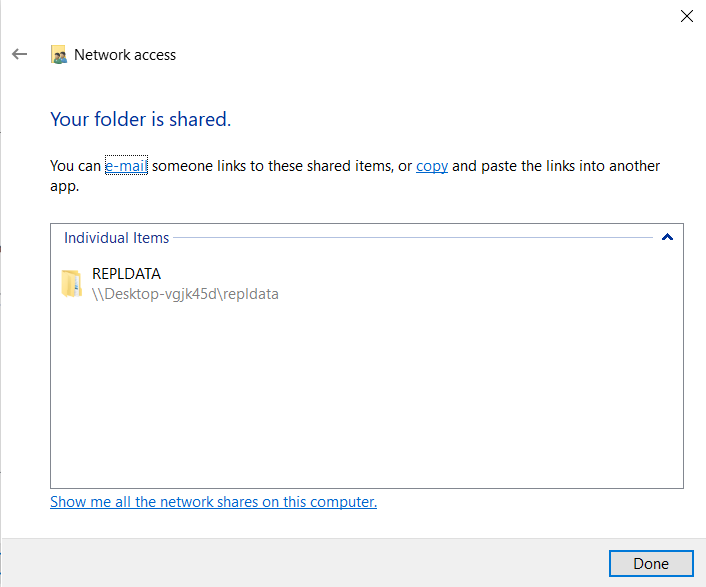 Network access
Your folder is shared.
You can e-mail someone links to these shared items, or copy and paste the links into another
app.
Individual Items
REPLDATA
\\Desktop-vgjk45d\repldata
Show me all the network shares on this computer.
Done